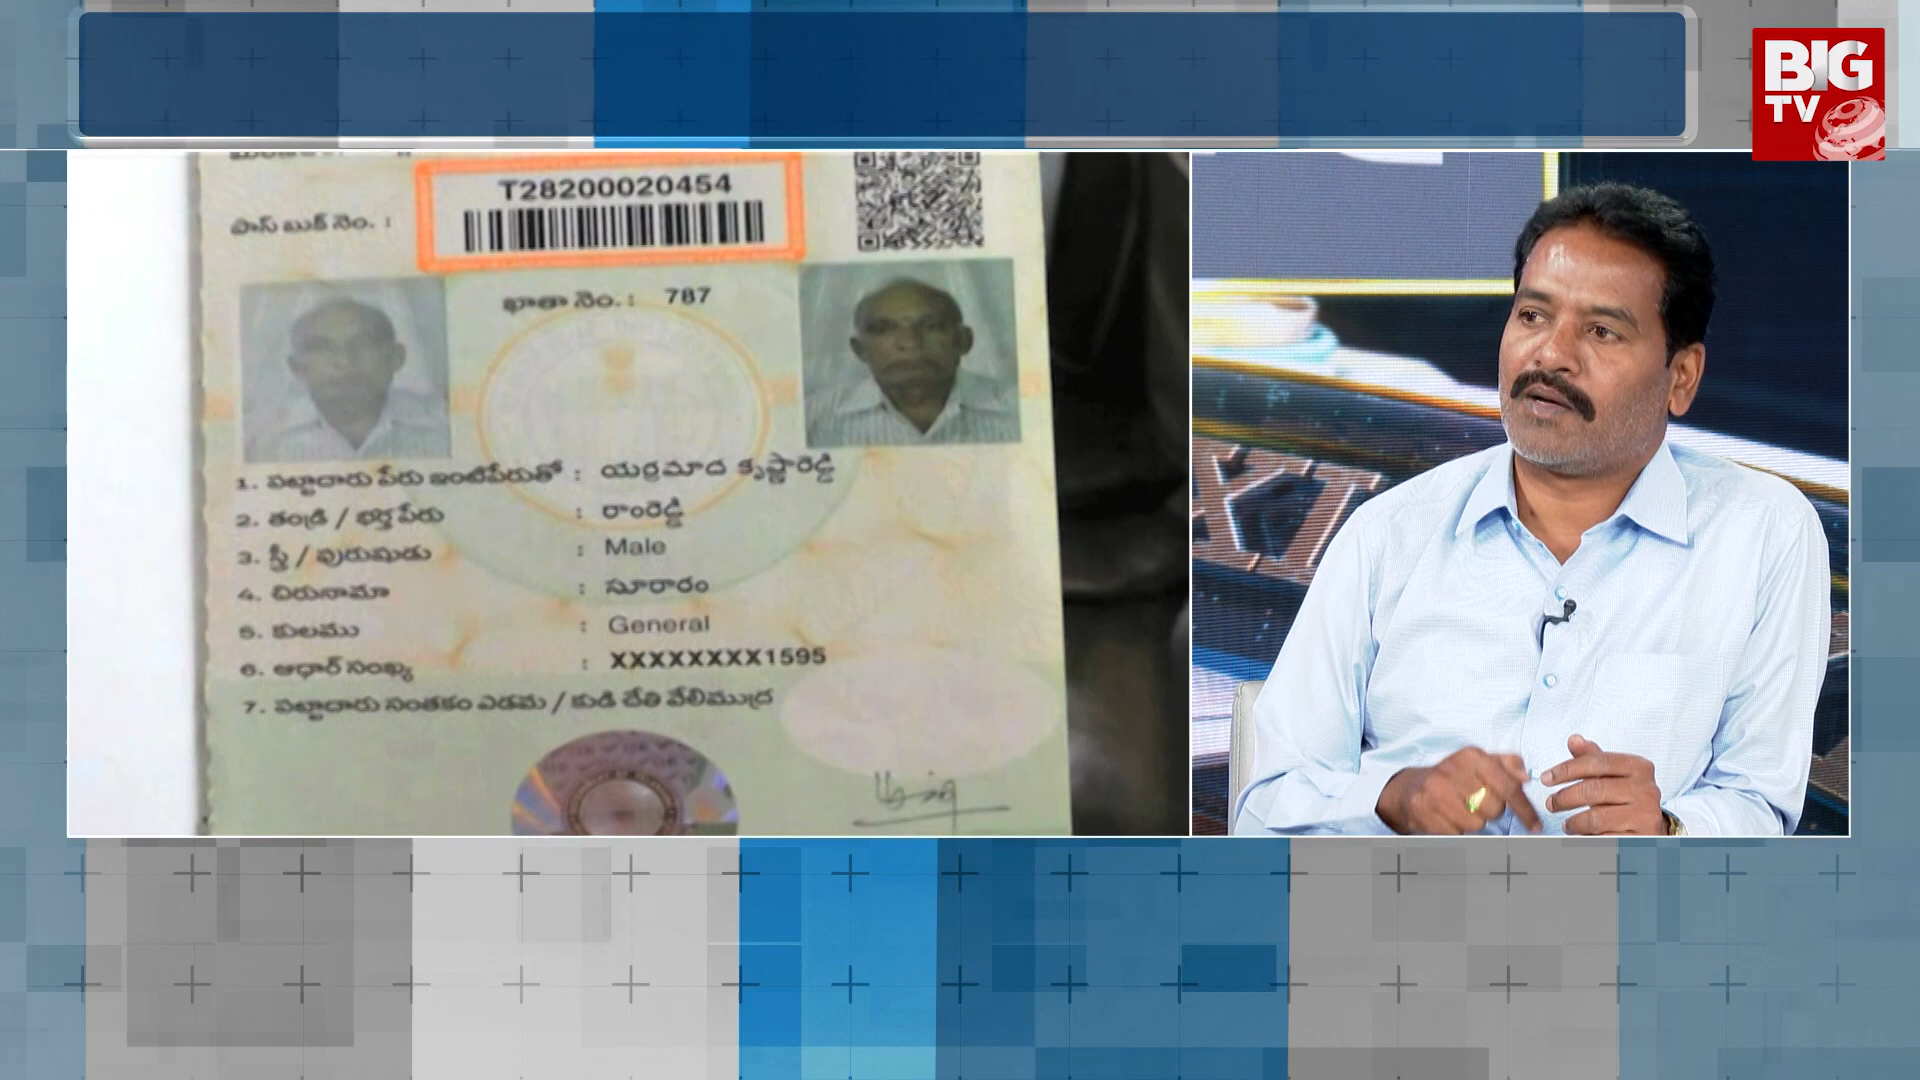 BIG
TV
T28200020454
పాస్ బుక్ నెం. :
ఖాతా నెం. : 787
1. పట్టాదారు పేరు ఇంటిపేరుతో : యర్రమాద కృష్ణారెడ్డి
2. తండ్రి / భర్త పేరు : రాంరెడ్డి
3. స్త్రీ / పురుషుడు : Male
4. చిరునామా : సూరారం
5. కులము : General
6. ఆధార్ సంఖ్య : XXXXXXXX1595
7. పట్టాదారు సంతకం ఎడమ / కుడి చేతి వేలిముద్ర